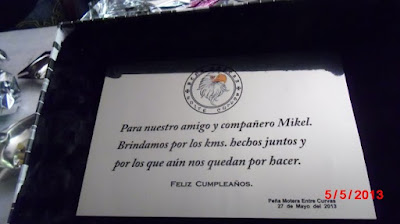 Para nuestro amigo y compañero Mikel.
Brindamos por los kms. hechos juntos y
por los que aún nos quedan por hacer.
FELIZ CUMPLEAÑOS.
Peña Motera Entre Curvas
27 de Mayo del 2013
5/5/2013